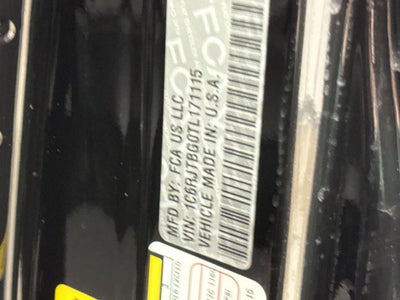 MFD BY: FCA US LLC
VIN: 1C6RJTBG0TL171115
VEHICLE MADE IN: U.S.A.